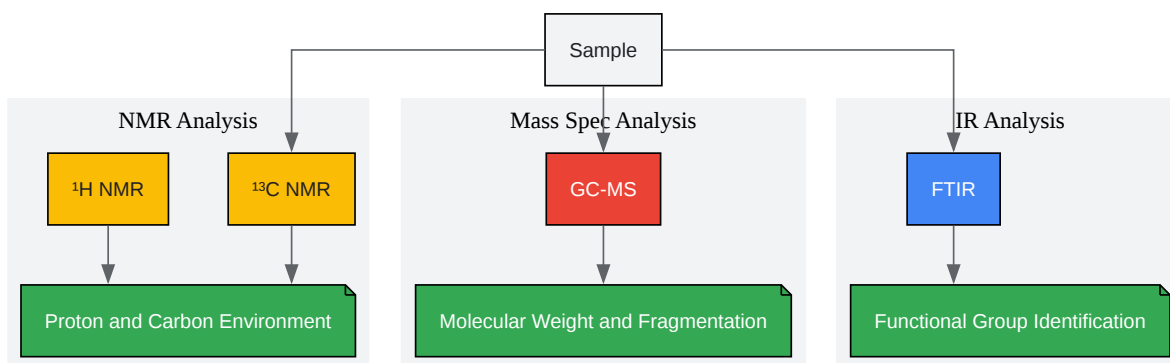 Sample
NMR Analysis
Mass Spec Analysis
IR Analysis
¹H NMR
¹³C NMR
GC-MS
FTIR
Proton and Carbon Environment
Molecular Weight and Fragmentation
Functional Group Identification